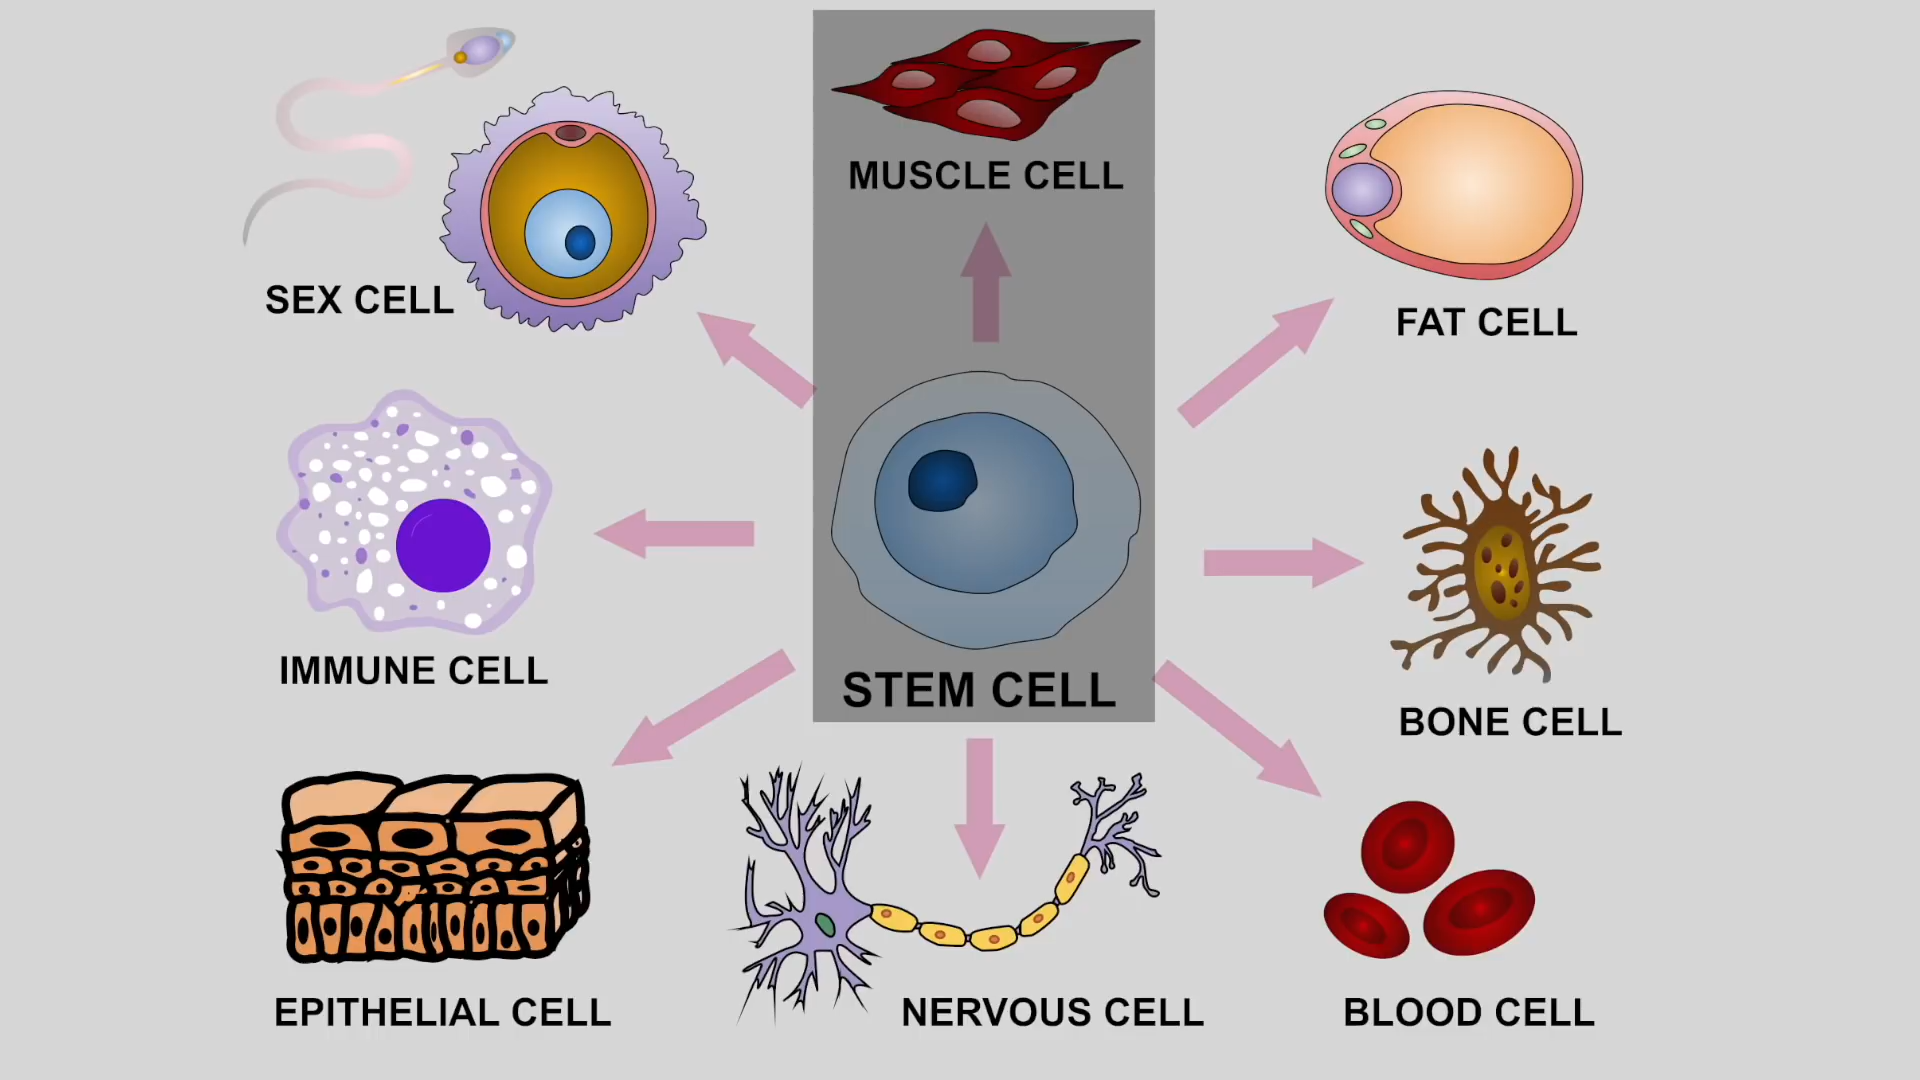 MUSCLE CELL
SEX CELL
FAT CELL
IMMUNE CELL
STEM CELL
BONE CELL
EPITHELIAL CELL
NERVOUS CELL
BLOOD CELL